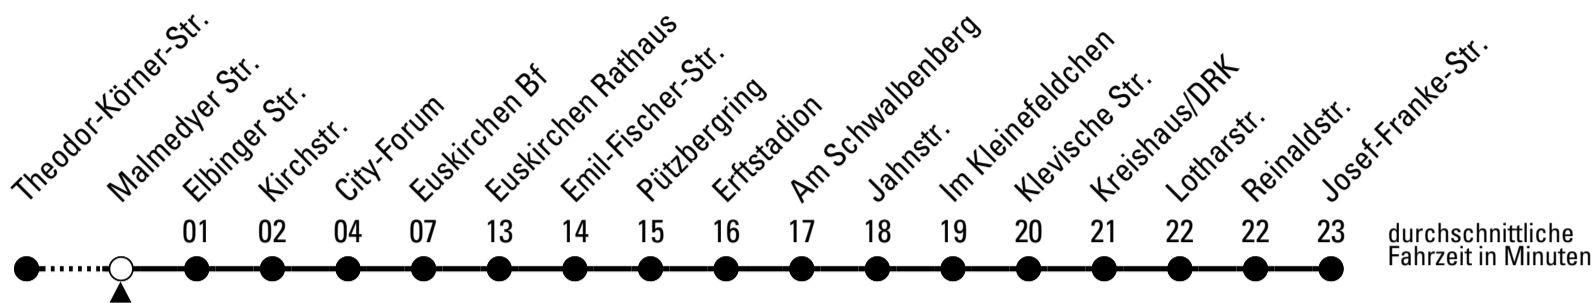 Theodor-Körner-Str.
Malmedyer Str.
Elbinger Str.
Kirchstr.
City-Forum
Euskirchen Bf
Euskirchen Rathaus
Emil-Fischer-Str.
Pützbergring
Erftstadion
Am Schwalbenberg
Jahnstr.
Im Kleinefeldchen
Klevische Str.
Kreishaus/DRK
Lotharstr.
Reinaldstr.
Josef-Franke-Str.
01 02 04 07 13 14 15 16 17 18 19 20 21 22 22 23
durchschnittliche
Fahrzeit in Minuten